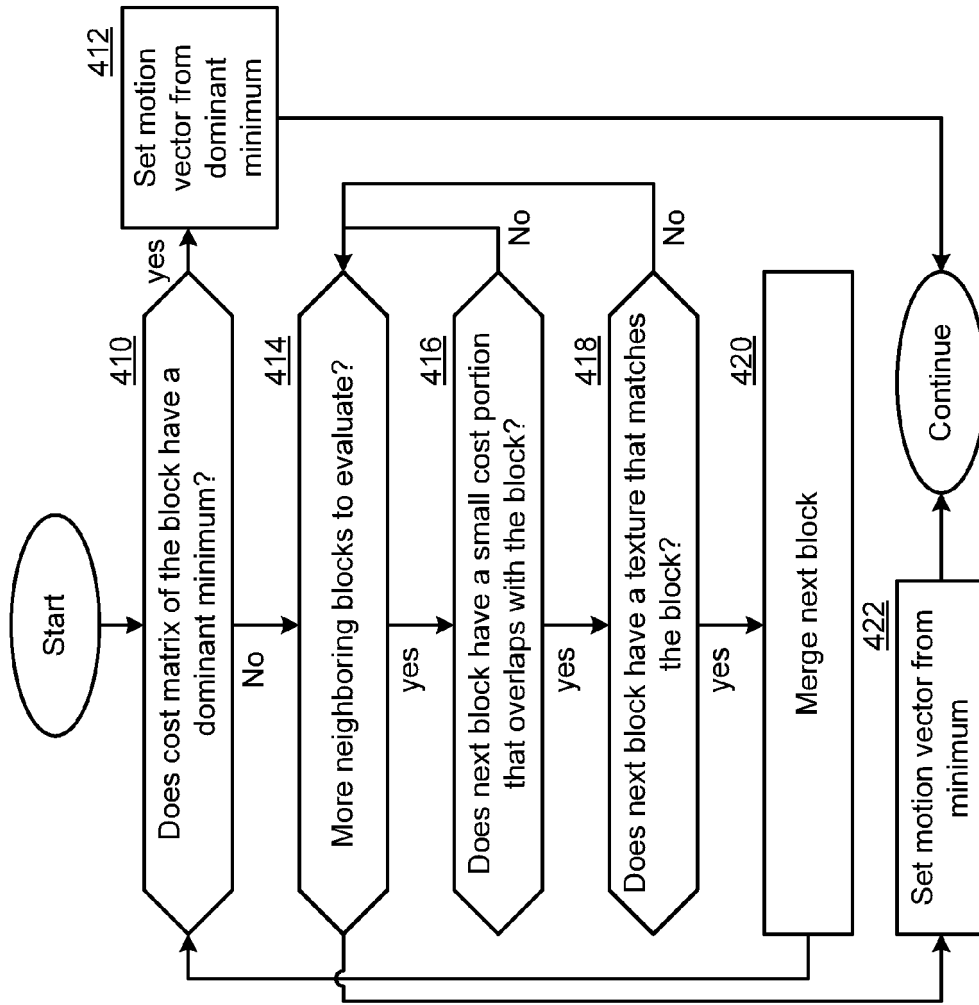 Start
410
Does cost matrix of the block have a
dominant minimum?
yes
412
Set motion
vector from
dominant
minimum
No
414
More neighboring blocks to evaluate?
yes
416
Does next block have a small cost portion
that overlaps with the block?
No
yes
418
Does next block have a texture that matches
the block?
No
yes
420
Merge next block
422
Set motion vector from
minimum
Continue